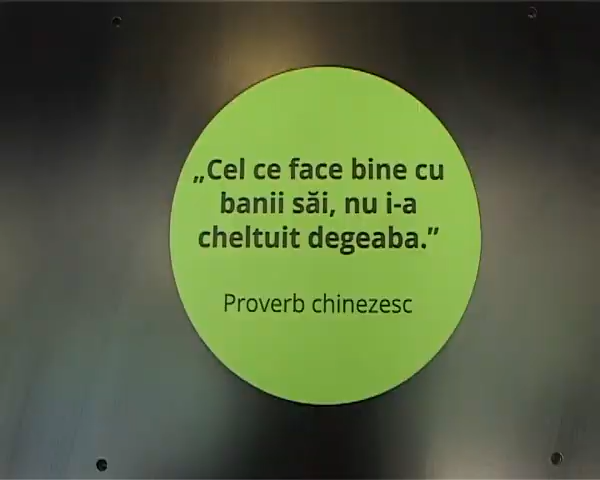 „Cel ce face bine cu
banii săi, nu i-a
cheltuit degeaba.”
Proverb chinezesc